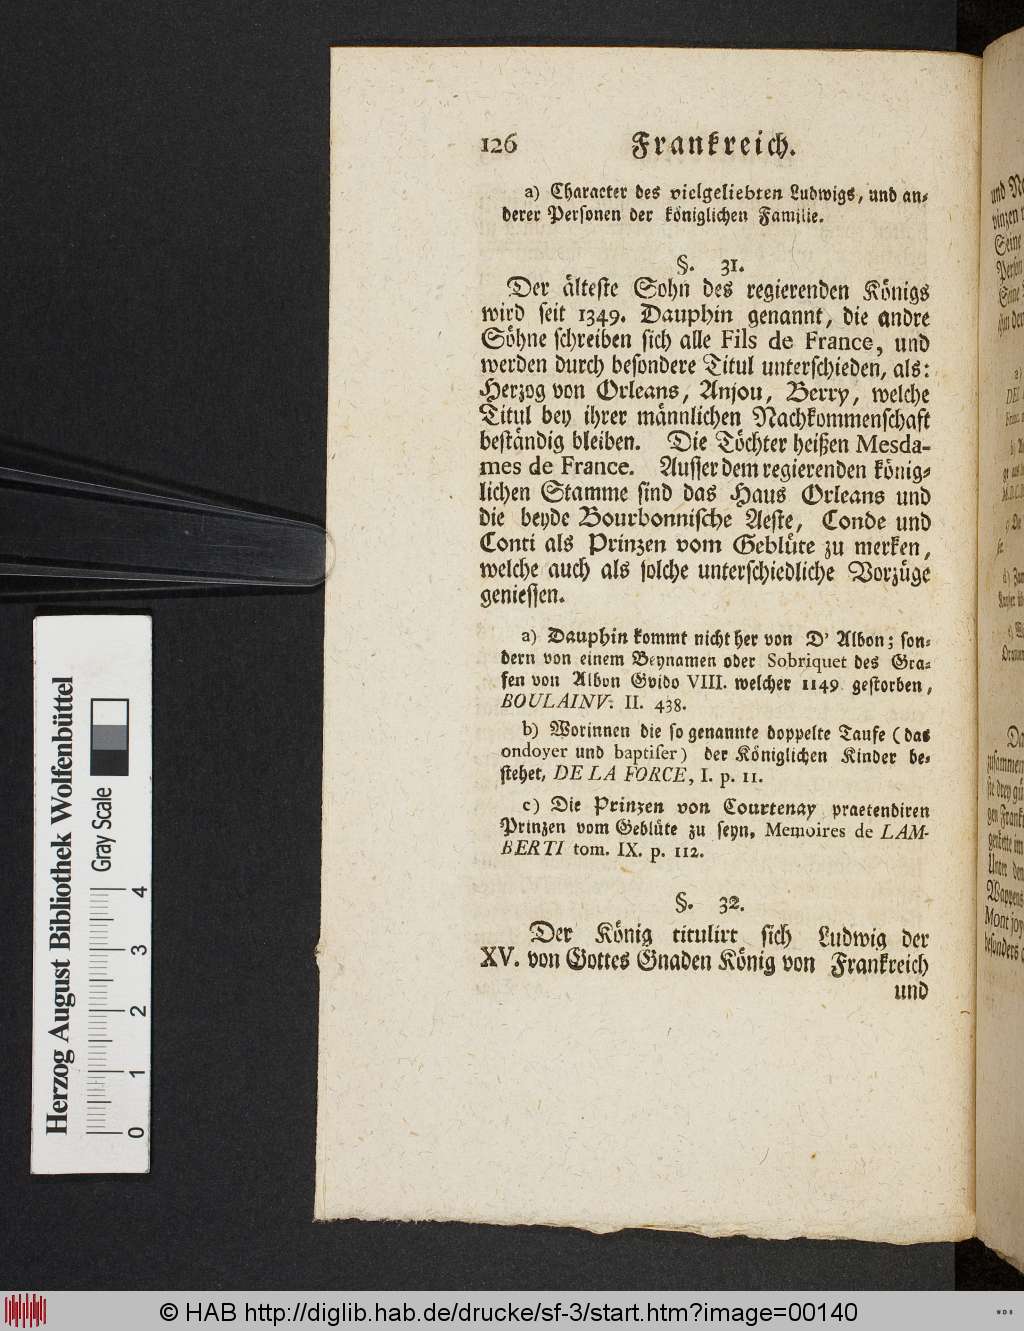 126 Frankreich.
a) Character des vielgeliebten Ludwigs, und an-
derer Personen der königlichen Familie.
§. 31.
Der älteste Sohn des regierenden Königs
wird seit 1349. Dauphin genannt, die andre
Söhne schreiben sich alle Fils de France, und
werden durch besondere Titul unterschieden, als:
Herzog von Orleans, Anjou, Berry, welche
Titul bey ihrer männlichen Nachkommenschaft
beständig bleiben. Die Töchter heißen Mesda-
mes de France. Ausser dem regierenden könig-
lichen Stamme sind das Haus Orleans und
die beyde Bourbonnische Aeste, Conde und
Conti als Prinzen vom Geblüte zu merken,
welche auch als solche unterschiedliche Vorzüge
geniessen.
a) Dauphin kommt nicht her von D' Albon; son-
dern von einem Beynamen oder Sobriquet des Gra-
fen von Albon Gvido VIII. welcher 1149 gestorben,
BOULAINV. II. 438.
b) Worinnen die so genannte doppelte Taufe (das
ondoyer und baptiser) der Königlichen Kinder be-
stehet, DE LA FORCE, I. p. 11.
c) Die Prinzen von Courtenay praetendiren
Prinzen vom Geblüte zu seyn, Memoires de LAM-
BERTI tom. IX. p. 112.
§. 32.
Der König titulirt sich Ludwig der
XV. von Gottes Gnaden König von Frankreich
und
Herzog August Bibliothek Wolfenbüttel
Gray Scale
0 1 2 3 4
© HAB http://diglib.hab.de/drucke/sf-3/start.htm?image=00140